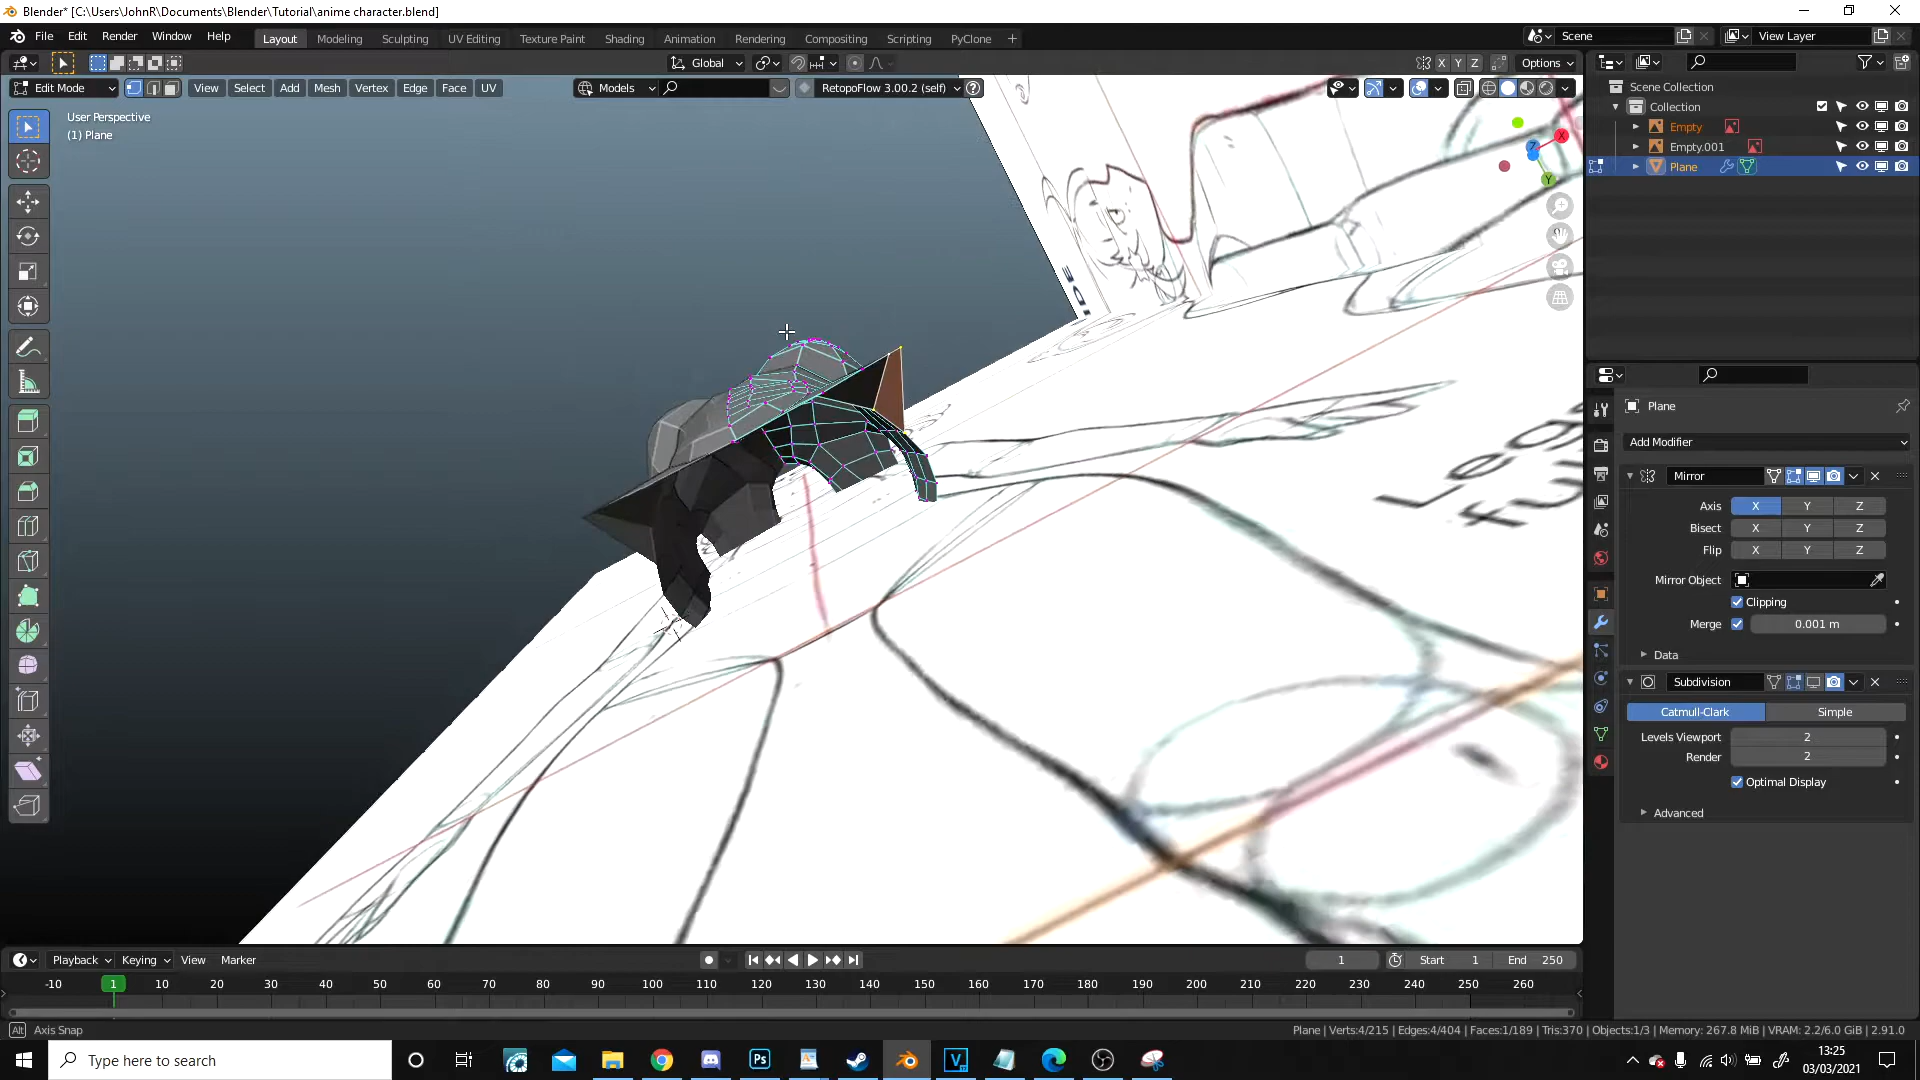 Blender* [C:\Users\JohnR\Documents\Blender\Tutorial\anime character.blend]
File Edit Render Window Help Layout Modeling Sculpting UV Editing Texture Paint Shading Animation Rendering Compositing Scripting PyClone Scene View Layer
Global X Y Z Options
Edit Mode View Select Add Mesh Vertex Edge Face UV Models RetopoFlow 3.00.2 (self)
User Perspective
(1) Plane
X
Z
Y
Scene Collection
Collection
Empty
Empty.001
Plane
Plane
Add Modifier
Mirror
Axis X Y Z
Bisect X Y Z
Flip X Y Z
Mirror Object
Clipping
Merge 0.001 m
Data
Subdivision
Catmull-Clark Simple
Levels Viewport 2
Render 2
Optimal Display
Advanced
Playback Keying View Marker 1 Start 1 End 250
-10 1 10 20 30 40 50 60 70 80 90 100 110 120 130 140 150 160 170 180 190 200 210 220 230 240 250 260
Alt Axis Snap
Plane | Verts:4/215 | Edges:4/404 | Faces:1/189 | Tris:370 | Objects:1/3 | Memory: 267.8 MiB | VRAM: 2.2/6.0 GiB | 2.91.0
Type here to search
13:25
03/03/2021